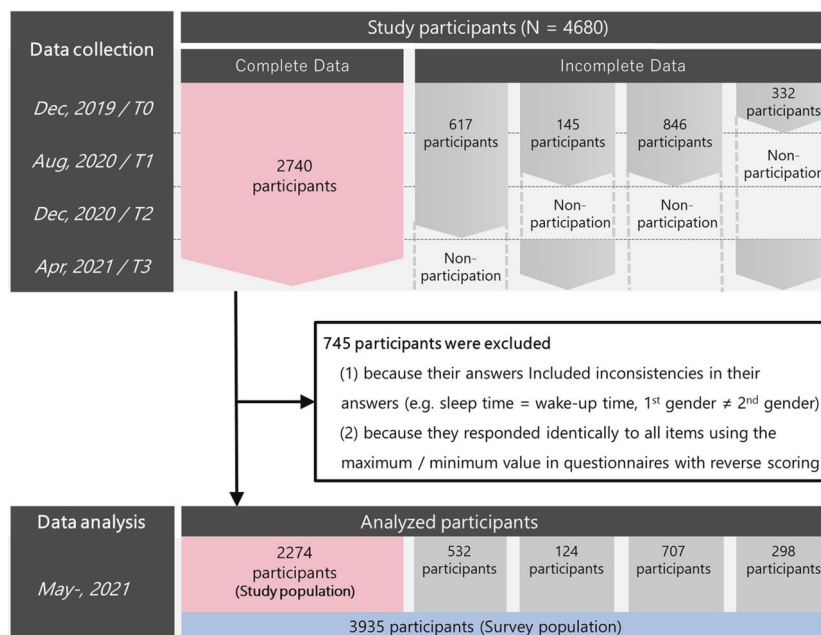 Data collection
Study participants (N = 4680)
Complete Data
Incomplete Data
Dec, 2019 / T0
Aug, 2020 / T1
Dec, 2020 / T2
Apr, 2021 / T3
2740
participants
617
participants
Non-
participation
145
participants
Non-
participation
846
participants
Non-
participation
332
participants
Non-
participation
745 participants were excluded
(1) because their answers Included inconsistencies in their
answers (e.g. sleep time = wake-up time, 1st gender ≠ 2nd gender)
(2) because they responded identically to all items using the
maximum / minimum value in questionnaires with reverse scoring
Data analysis
Analyzed participants
May-, 2021
2274
participants
(Study population)
532
participants
124
participants
707
participants
298
participants
3935 participants (Survey population)